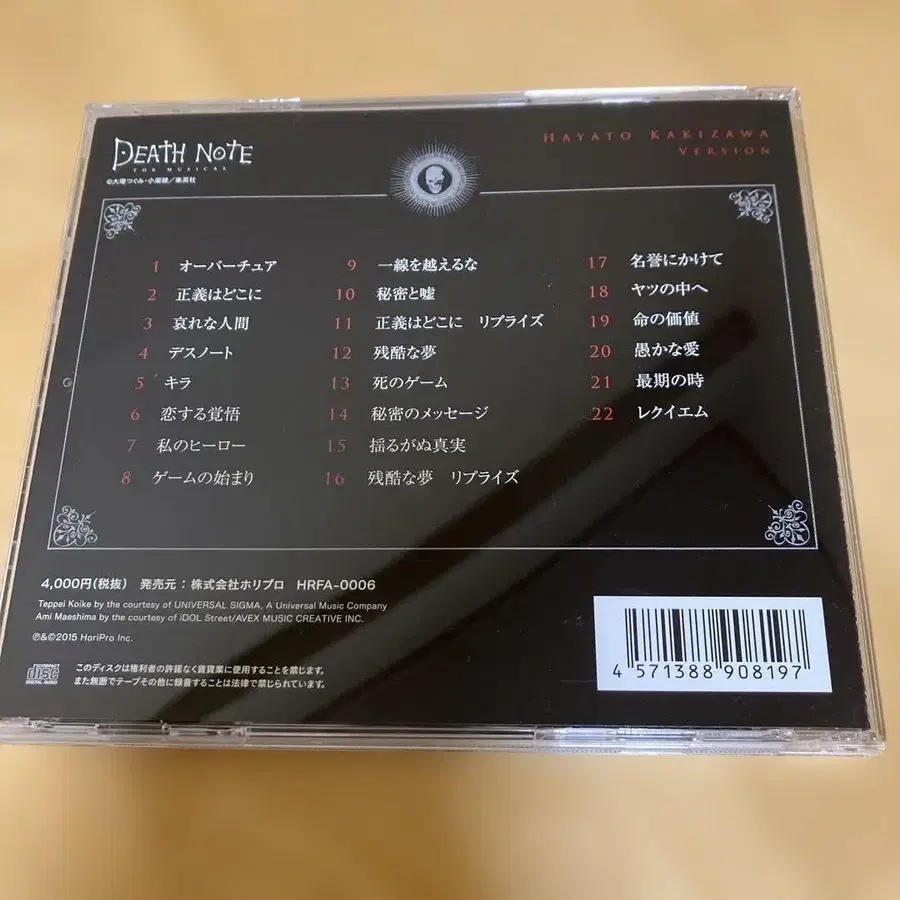 DEATH NOTE
THE MUSICAL
©大場つぐみ・小畑健/集英社
HAYATO KAKIZAWA
VERSION
1 オーバーチュア
2 正義はどこに
3 哀れな人間
4 デスノート
5 キラ
6 恋する覚悟
7 私のヒーロー
8 ゲームの始まり
9 一線を越えるな
10 秘密と嘘
11 正義はどこに リプライズ
12 残酷な夢
13 死のゲーム
14 秘密のメッセージ
15 揺るがぬ真実
16 残酷な夢 リプライズ
17 名誉にかけて
18 ヤツの中へ
19 命の価値
20 愚かな愛
21 最期の時
22 レクイエム
4,000円(税抜) 発売元:株式会社ホリプロ HRFA-0006
Teppei Koike by the courtesy of UNIVERSAL SIGMA, A Universal Music Company
Ami Maeshima by the courtesy of iDOL Street/AVEX MUSIC CREATIVE INC.
℗&©2015 HoriPro Inc.
COMPACT
disc
DIGITAL AUDIO
このディスクは権利者の許諾なく賃貸業に使用することを禁じます。
また無断でテープその他に録音することは法律で禁じられています。
4 571388 908197